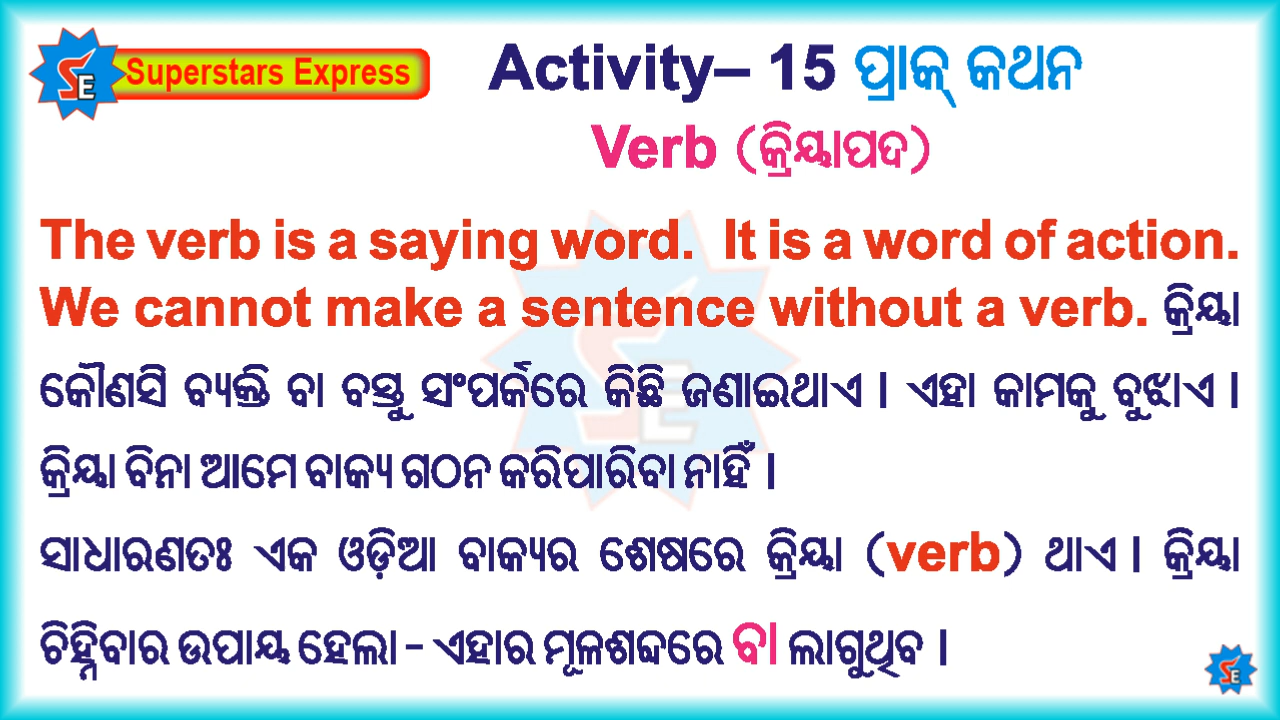 SE Superstars Express
Activity– 15 ପ୍ରାକ୍ କଥନ
Verb (କ୍ରିୟାପଦ)
The verb is a saying word. It is a word of action.
We cannot make a sentence without a verb. କ୍ରିୟା
କୌଣସି ବ୍ୟକ୍ତି ବା ବସ୍ତୁ ସଂପର୍କରେ କିଛି ଜଣାଇଥାଏ । ଏହା କାମକୁ ବୁଝାଏ ।
କ୍ରିୟା ବିନା ଆମେ ବାକ୍ୟ ଗଠନ କରିପାରିବା ନାହିଁ ।
ସାଧାରଣତଃ ଏକ ଓଡ଼ିଆ ବାକ୍ୟର ଶେଷରେ କ୍ରିୟା (verb) ଥାଏ । କ୍ରିୟା
ଚିହ୍ନିବାର ଉପାୟ ହେଲା - ଏହାର ମୂଳଶବ୍ଦରେ ବା ଲାଗୁଥିବ ।
SE